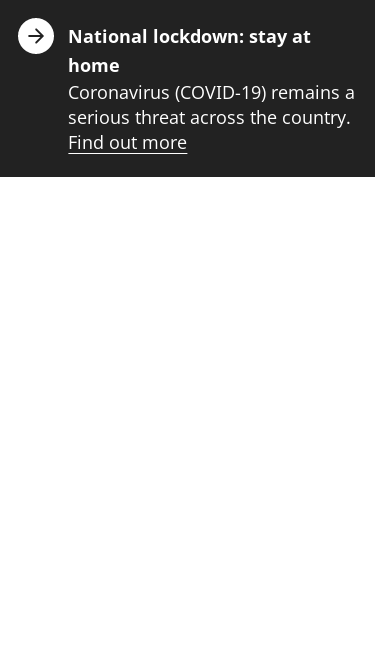 National lockdown: stay at
home
Coronavirus (COVID-19) remains a
serious threat across the country.
Find out more